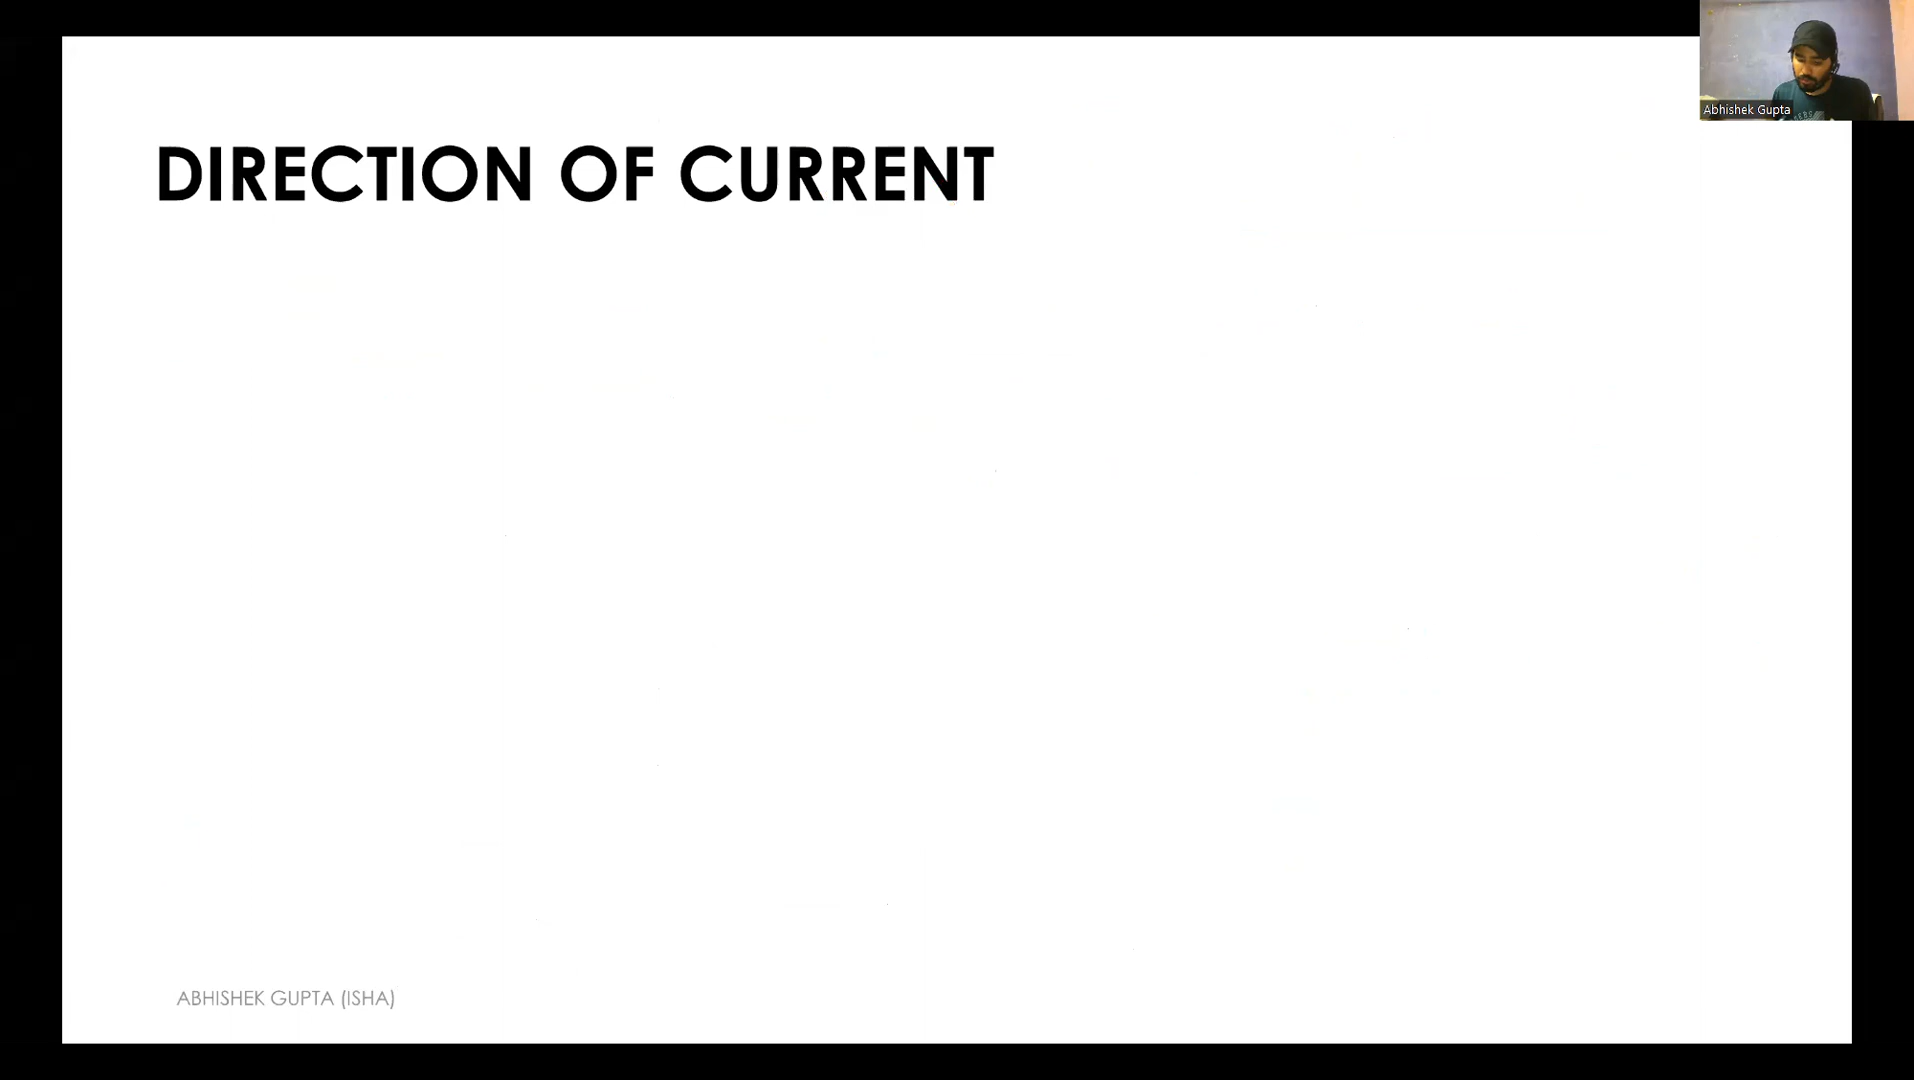 Abhishek Gupta
DIRECTION OF CURRENT
ABHISHEK GUPTA (ISHA)